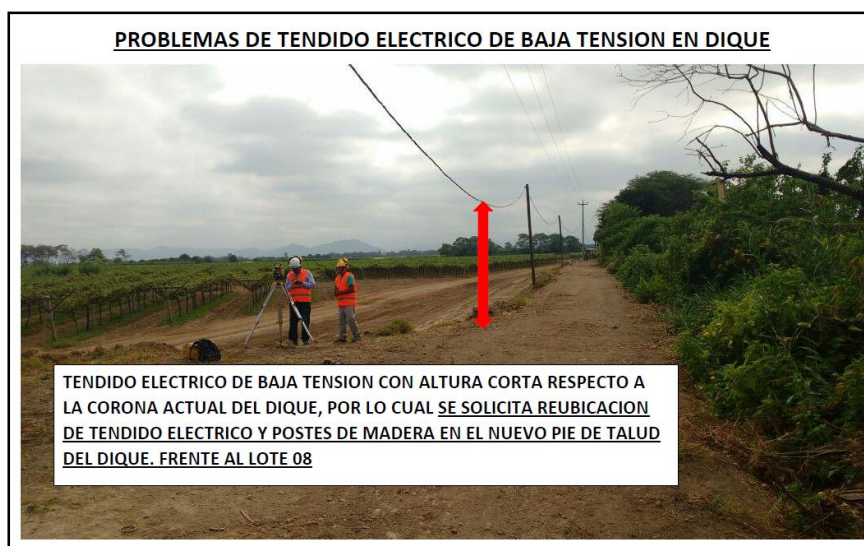 PROBLEMAS DE TENDIDO ELECTRICO DE BAJA TENSION EN DIQUE
TENDIDO ELECTRICO DE BAJA TENSION CON ALTURA CORTA RESPECTO A
LA CORONA ACTUAL DEL DIQUE, POR LO CUAL SE SOLICITA REUBICACION
DE TENDIDO ELECTRICO Y POSTES DE MADERA EN EL NUEVO PIE DE TALUD
DEL DIQUE. FRENTE AL LOTE 08